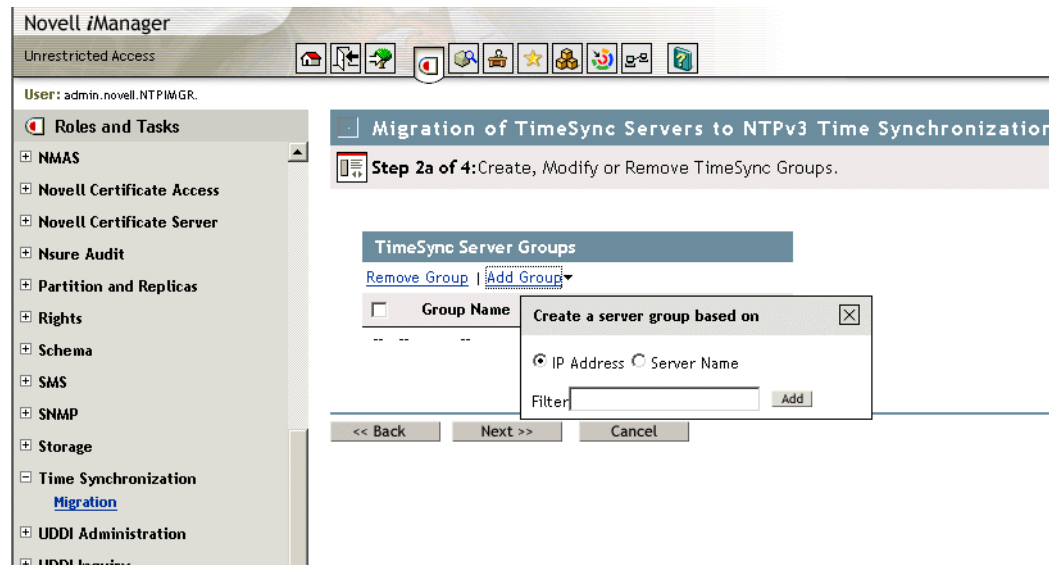 Novell iManager
Unrestricted Access
User: admin.novell.NTPIMGR.
Roles and Tasks
NMAS
Novell Certificate Access
Novell Certificate Server
Nsure Audit
Partition and Replicas
Rights
Schema
SMS
SNMP
Storage
Time Synchronization
Migration
UDDI Administration
UDDI Inquiry
Migration of TimeSync Servers to NTPv3 Time Synchronization
Step 2a of 4:Create, Modify or Remove TimeSync Groups.
TimeSync Server Groups
Remove Group | Add Group
Group Name
-- -- --
Create a server group based on
IP Address Server Name
Filter Add
<< Back Next >> Cancel